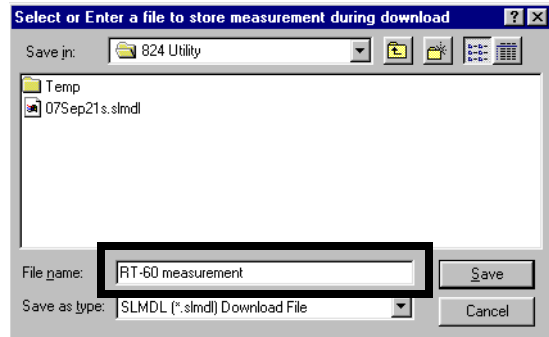 Select or Enter a file to store measurement during download
Save in: 824 Utility
Temp
07Sep21s.slmdl
File name: RT-60 measurement Save
Save as type: SLMDL (*.slmdl) Download File Cancel